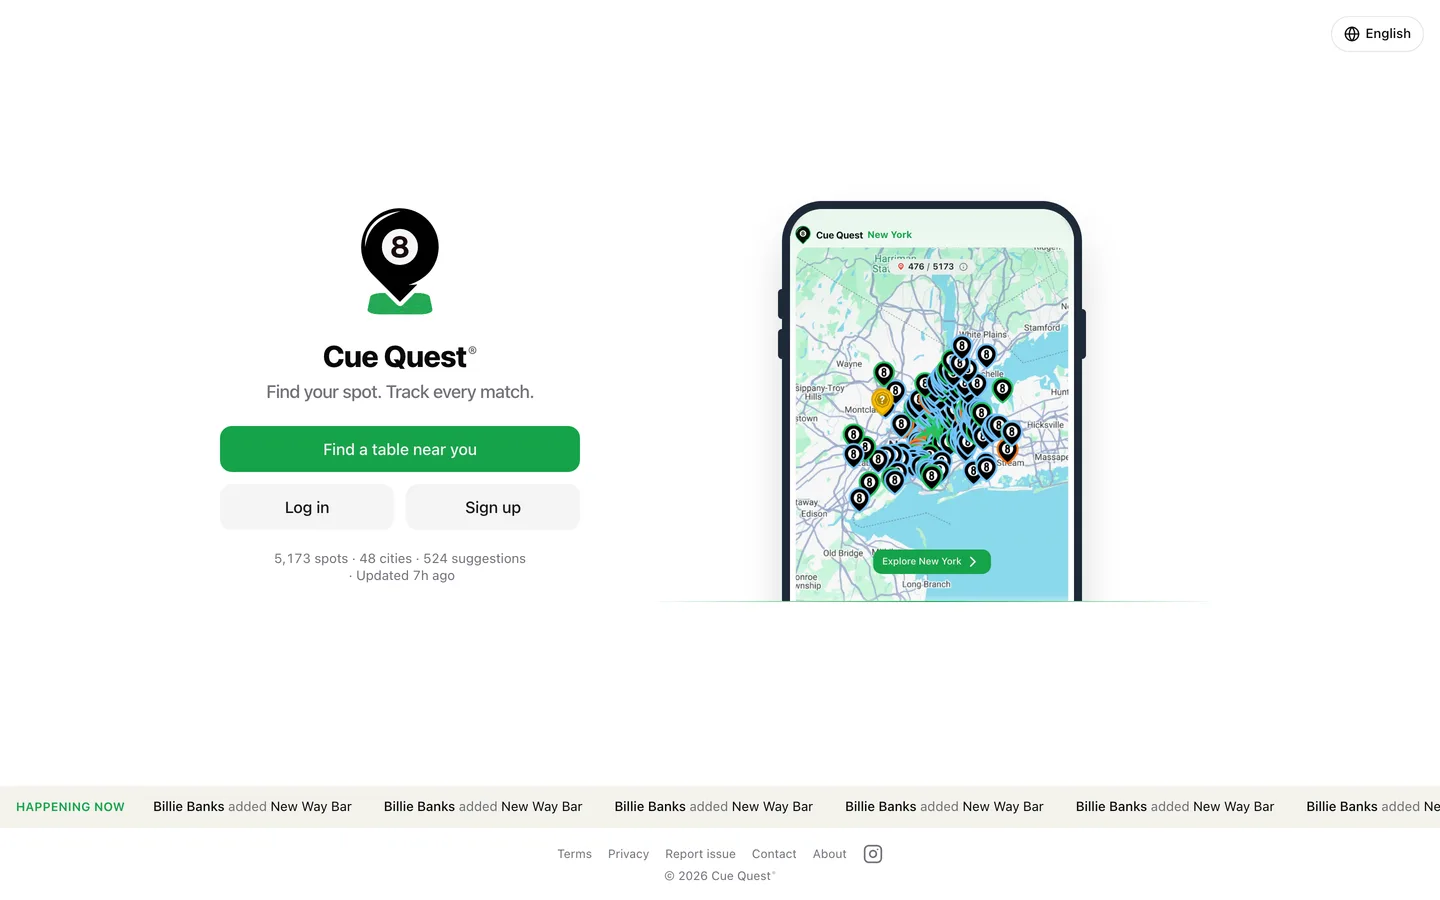 English
8
Cue Quest®
Find your spot. Track every match.
Find a table near you
Log in
Sign up
5,173 spots · 48 cities · 524 suggestions
· Updated 7h ago
Cue Quest New York
476 / 5173
White Plains
Stamford
Wayne
Hills
Hicksville
Edison
Old Bridge
Explore New York
Long Branch
HAPPENING NOW
Billie Banks added New Way Bar
Billie Banks added New Way Bar
Billie Banks added New Way Bar
Billie Banks added New Way Bar
Billie Banks added New Way Bar
Billie Banks added Ne
Terms
Privacy
Report issue
Contact
About
© 2026 Cue Quest®